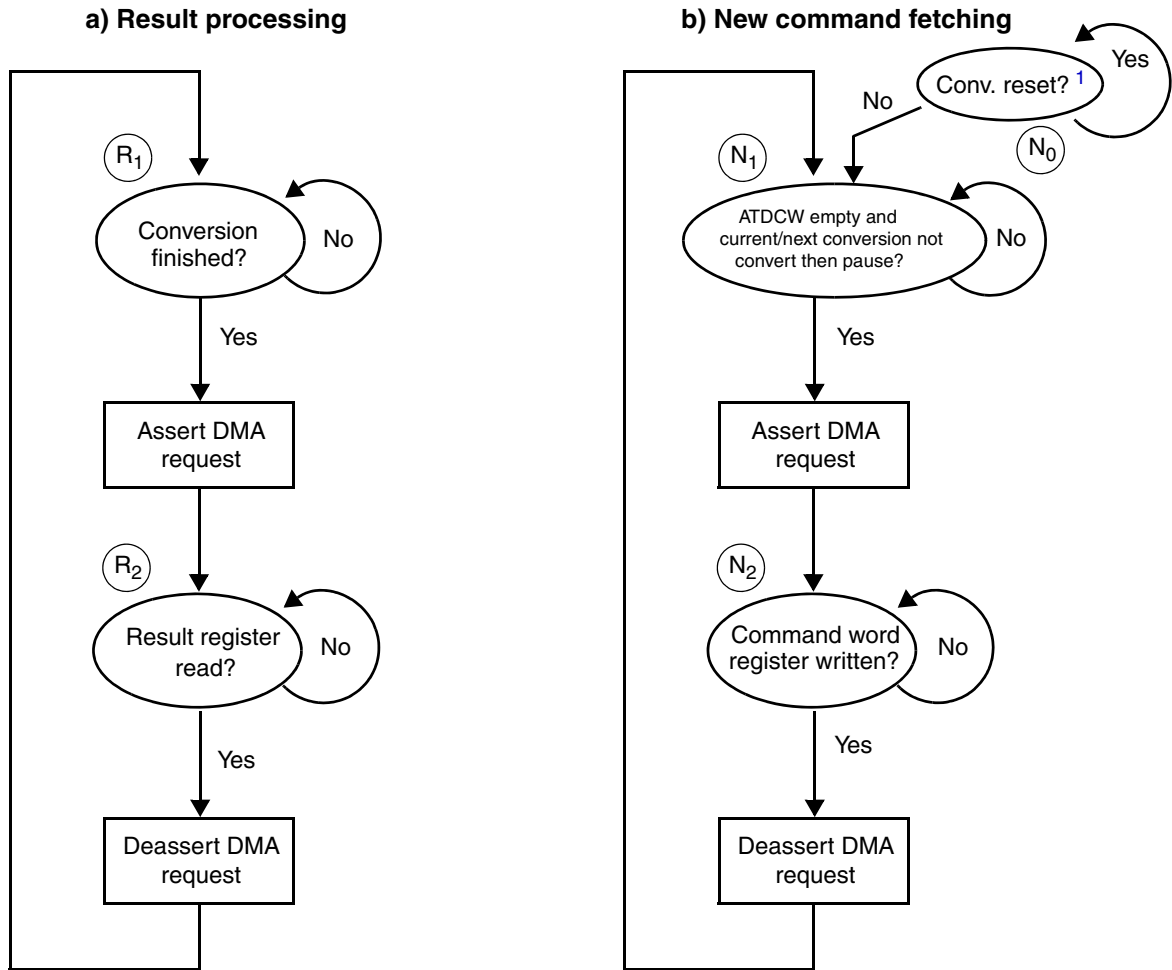 a) Result processing
R1
Conversion
finished?
No
Yes
Assert DMA
request
R2
Result register
read?
No
Yes
Deassert DMA
request
b) New command fetching
Conv. reset? 1
Yes
No
N0
N1
ATDCW empty and
current/next conversion not
convert then pause?
No
Yes
Assert DMA
request
N2
Command word
register written?
No
Yes
Deassert DMA
request